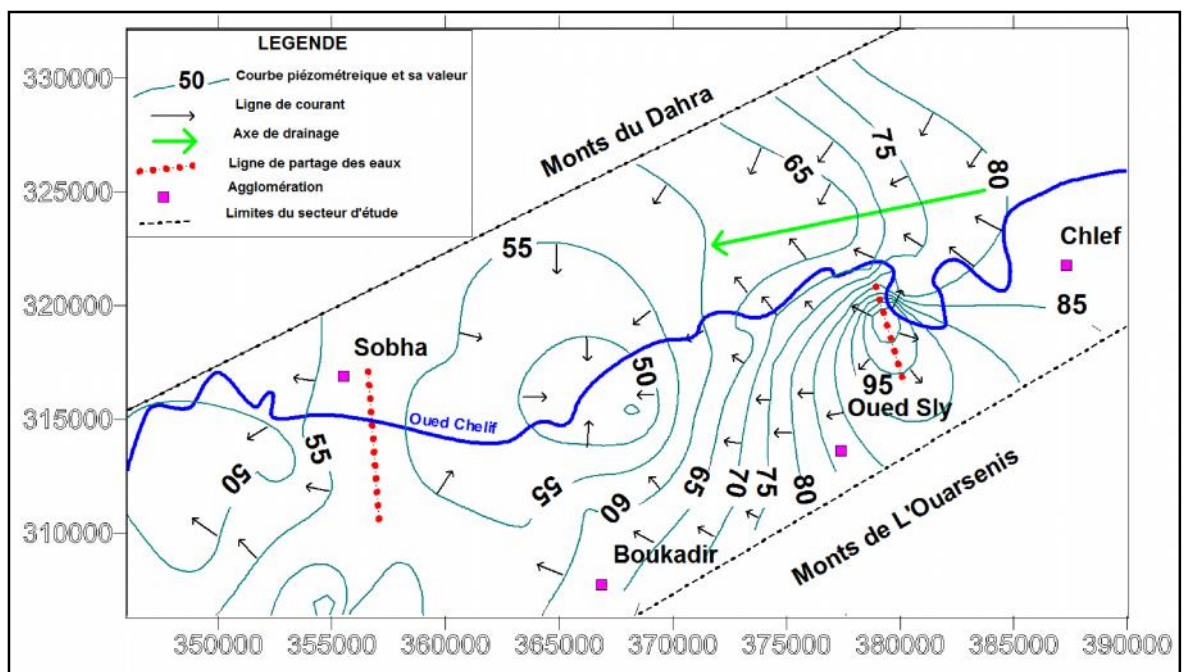 LEGENDE
50 Courbe piézométreique et sa valeur
Ligne de courant
Axe de drainage
Ligne de partage des eaux
Agglomération
Limites du secteur d'étude
330000
325000
320000
315000
310000
Monts du Dahra
75
65
80
Chlef
55
85
Sobha
50
95
Oued Sly
Oued Chelif
55
50
55
60
65
70
75
80
Boukadir
Monts de L'Ouarsenis
350000 355000 360000 365000 370000 375000 380000 385000 390000